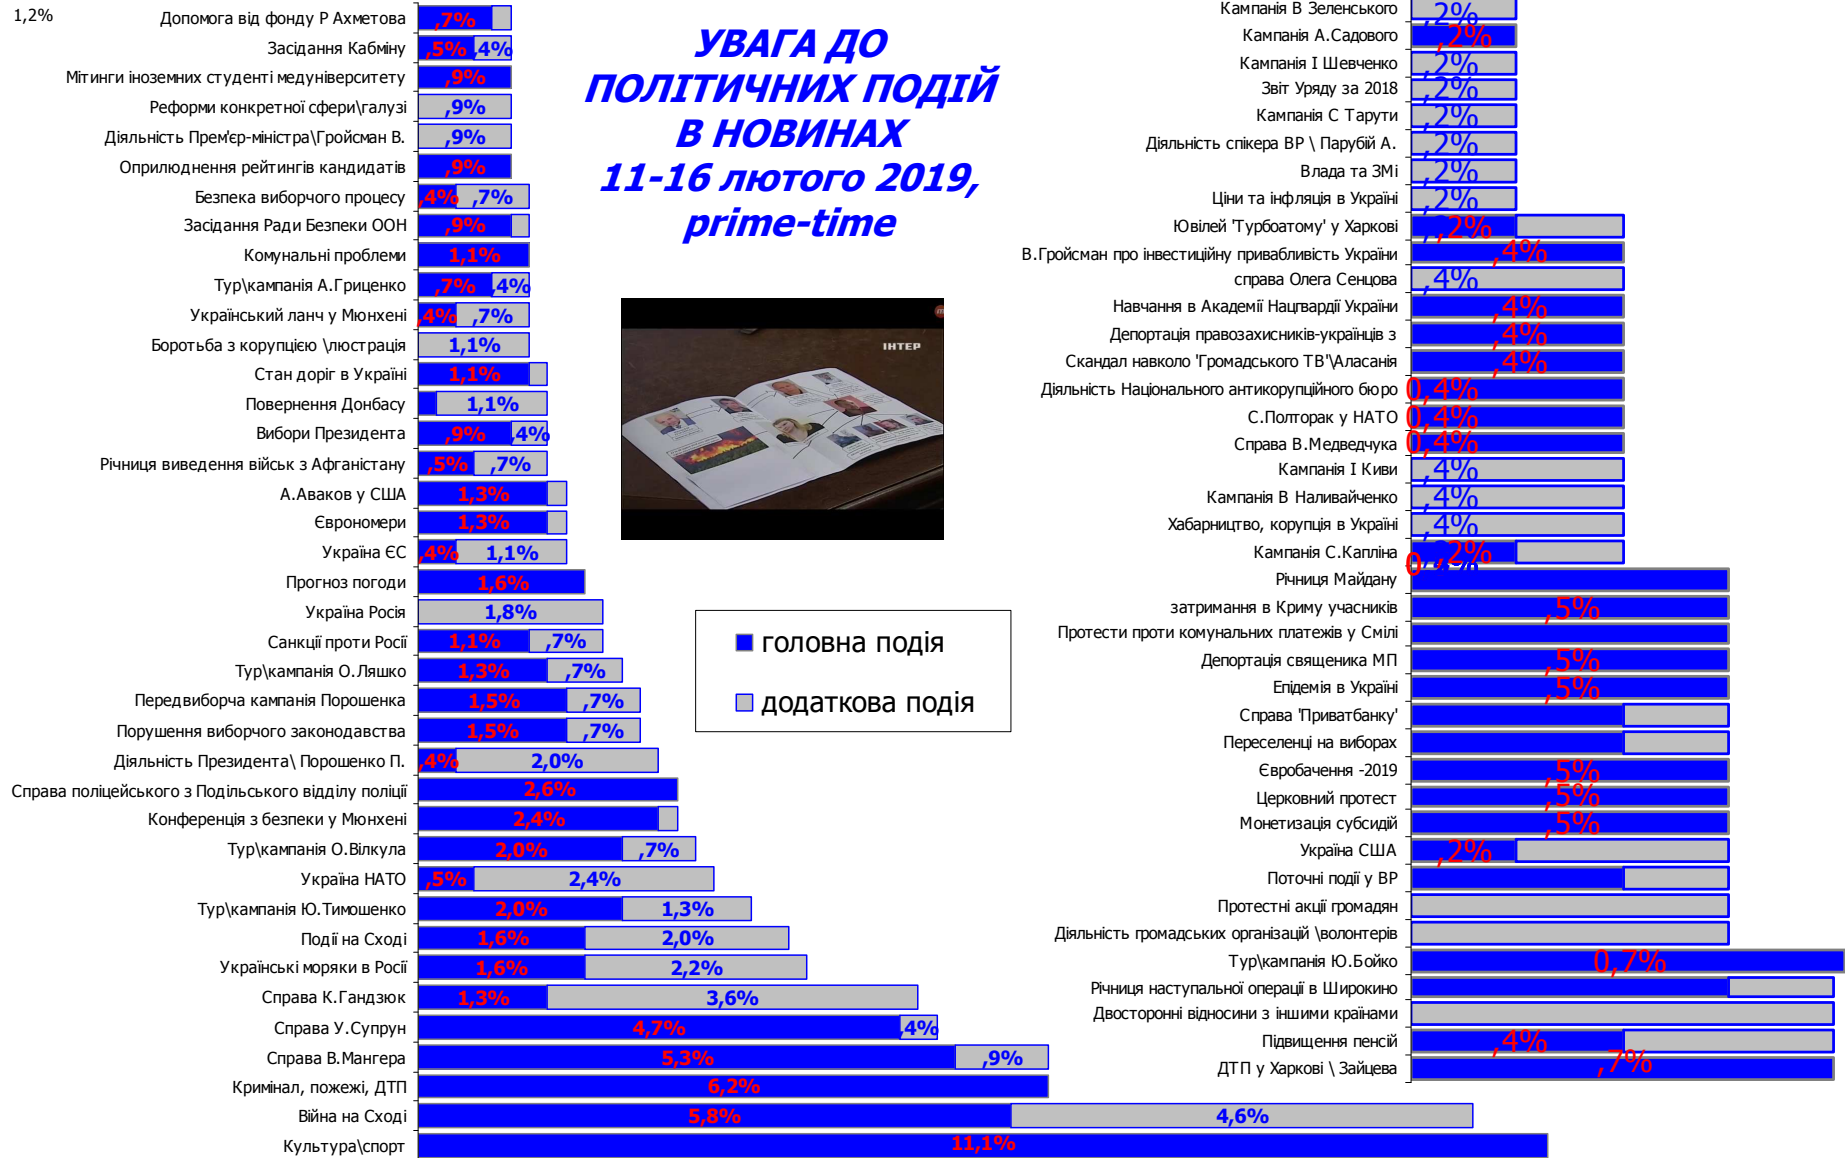 1,2%
УВАГА ДО
ПОЛІТИЧНИХ ПОДІЙ
В НОВИНАХ
11-16 лютого 2019,
prime-time
Допомога від фонду Р Ахметова ,7%
Засідання Кабміну ,5% ,4%
Мітинги іноземних студенті медуніверситету ,9%
Реформи конкретної сфери\галузі ,9%
Діяльність Прем'єр-міністра\Гройсман В. ,9%
Оприлюднення рейтингів кандидатів ,9%
Безпека виборчого процесу ,4% ,7%
Засідання Ради Безпеки ООН ,9%
Комунальні проблеми 1,1%
Тур\кампанія А.Гриценко ,7% ,4%
Український ланч у Мюнхені ,4% ,7%
Боротьба з корупцією \люстрація 1,1%
Стан доріг в Україні 1,1%
Повернення Донбасу 1,1%
Вибори Президента ,9% ,4%
Річниця виведення військ з Афганістану ,5% ,7%
А.Аваков у США 1,3%
Єврономери 1,3%
Україна ЄС ,4% 1,1%
Прогноз погоди 1,6%
Україна Росія 1,8%
Санкції проти Росії 1,1% ,7%
Тур\кампанія О.Ляшко 1,3% ,7%
Передвиборча кампанія Порошенка 1,5% ,7%
Порушення виборчого законодавства 1,5% ,7%
Діяльність Президента\ Порошенко П. ,4% 2,0%
Справа поліцейського з Подільського відділу поліції 2,6%
Конференція з безпеки у Мюнхені 2,4%
Тур\кампанія О.Вілкула 2,0% ,7%
Україна НАТО ,5% 2,4%
Тур\кампанія Ю.Тимошенко 2,0% 1,3%
Події на Сході 1,6% 2,0%
Українські моряки в Росії 1,6% 2,2%
Справа К.Гандзюк 1,3% 3,6%
Справа У.Супрун 4,7% ,4%
Справа В.Мангера 5,3% ,9%
Кримінал, пожежі, ДТП 6,2%
Війна на Сході 5,8% 4,6%
Культура\спорт 11,1%
ІНТЕР
головна подія
додаткова подія
Кампанія В Зеленського ,2%
Кампанія А.Садового ,2%
Кампанія І Шевченко ,2%
Звіт Уряду за 2018 ,2%
Кампанія С Тарути ,2%
Діяльність спікера ВР \ Парубій А. ,2%
Влада та ЗМі ,2%
Ціни та інфляція в Україні ,2%
Ювілей 'Турбоатому' у Харкові ,2%
В.Гройсман про інвестиційну привабливість України ,4%
справа Олега Сенцова ,4%
Навчання в Академії Нацгвардії України ,4%
Депортація правозахисників-українців з ,4%
Скандал навколо 'Громадського ТВ'\Аласанія ,4%
Діяльність Національного антикорупційного бюро 0,4%
С.Полторак у НАТО 0,4%
Справа В.Медведчука 0,4%
Кампанія І Киви ,4%
Кампанія В Наливайченко ,4%
Хабарництво, корупція в Україні ,4%
Кампанія С.Капліна ,2%
Річниця Майдану
затримання в Криму учасників ,5%
Протести проти комунальних платежів у Смілі
Депортація священика МП ,5%
Епідемія в Україні ,5%
Справа 'Приватбанку'
Переселенці на виборах
Євробачення -2019 ,5%
Церковний протест ,5%
Монетизація субсидій ,5%
Україна США ,2%
Поточні події у ВР
Протестні акції громадян
Діяльність громадських організацій \волонтерів
Тур\кампанія Ю.Бойко 0,7%
Річниця наступальної операції в Широкино
Двосторонні відносини з іншими країнами
Підвищення пенсій ,4%
ДТП у Харкові \ Зайцева ,7%